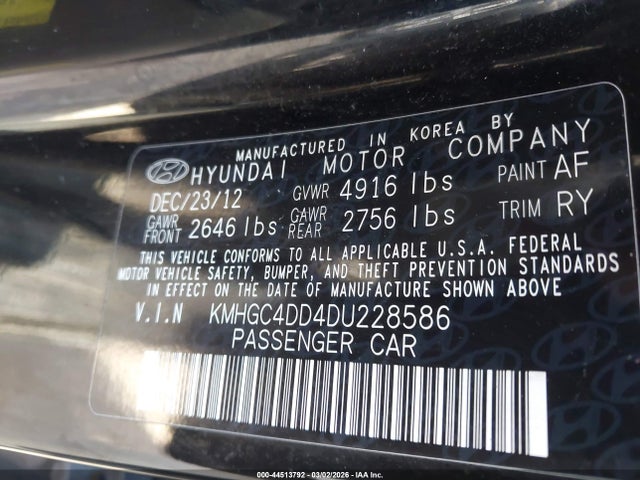 MANUFACTURED IN KOREA BY
HYUNDAI MOTOR COMPANY
DEC/23/12 GVWR 4916 lbs PAINT AF
GAWR FRONT 2646 lbs GAWR REAR 2756 lbs TRIM RY
THIS VEHICLE CONFORMS TO ALL APPLICABLE U.S.A. FEDERAL
MOTOR VEHICLE SAFETY, BUMPER, AND THEFT PREVENTION STANDARDS
IN EFFECT ON THE DATE OF MANUFACTURE SHOWN ABOVE.
V.I.N KMHGC4DD4DU228586
PASSENGER CAR
000-44513792 - 03/02/2026 - IAA Inc.